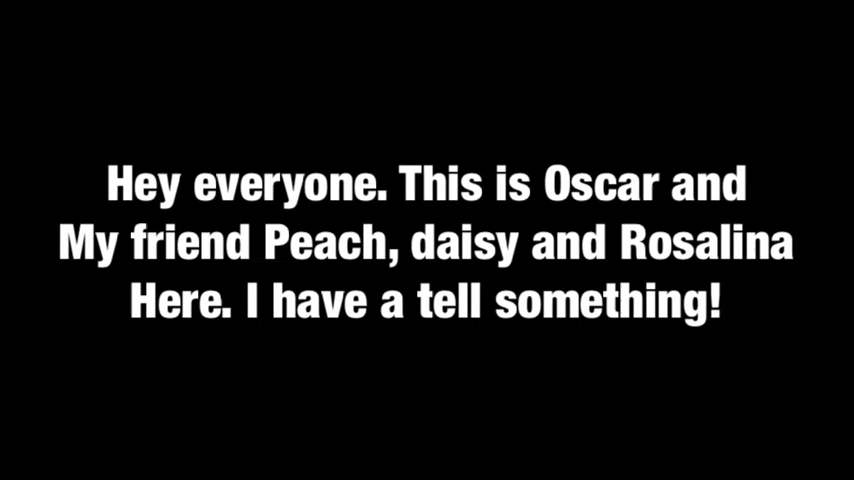 Hey everyone. This is Oscar and
My friend Peach, daisy and Rosalina
Here. I have a tell something!